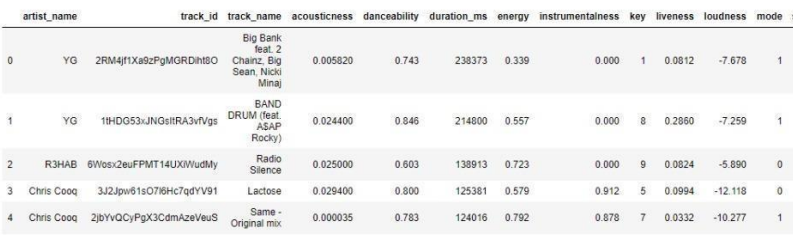 artist_name track_id track_name acousticness danceability duration_ms energy instrumentalness key liveness loudness mode
0 YG 2RM4jf1Xa9zPgMGRDiht8O Big Bank feat. 2 Chainz, Big Sean, Nicki Minaj 0.005820 0.743 238373 0.339 0.000 1 0.0812 -7.678 1
1 YG 1tHDG53xJNGsItRA3vfVgs BAND DRUM (feat. A$AP Rocky) 0.024400 0.846 214800 0.557 0.000 8 0.2860 -7.259 1
2 R3HAB 6Wosx2euFPMT14UXiWudMy Radio Silence 0.025000 0.603 138913 0.723 0.000 9 0.0824 -5.890 0
3 Chris Cooq 3J2Jpw61sO7l6Hc7qdYV91 Lactose 0.029400 0.800 125381 0.579 0.912 5 0.0994 -12.118 0
4 Chris Cooq 2jbYvQCyPgX3CdmAzeVeuS Same - Original mix 0.000035 0.783 124016 0.792 0.878 7 0.0332 -10.277 1